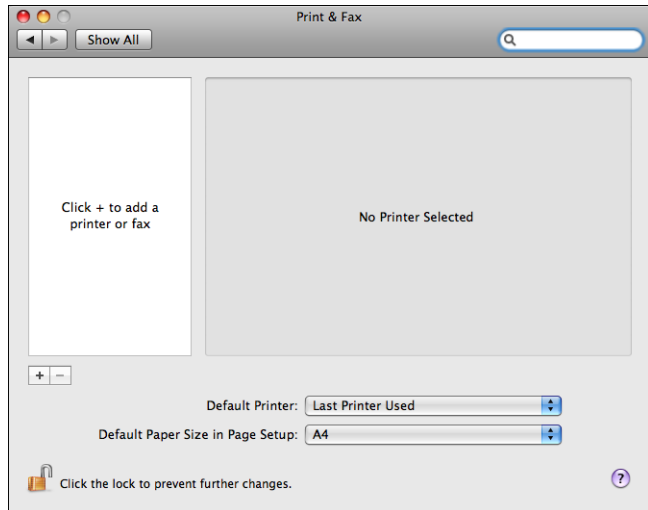 Print & Fax
Show All
Click + to add a
printer or fax
No Printer Selected
+ −
Default Printer: Last Printer Used
Default Paper Size in Page Setup: A4
Click the lock to prevent further changes.
?